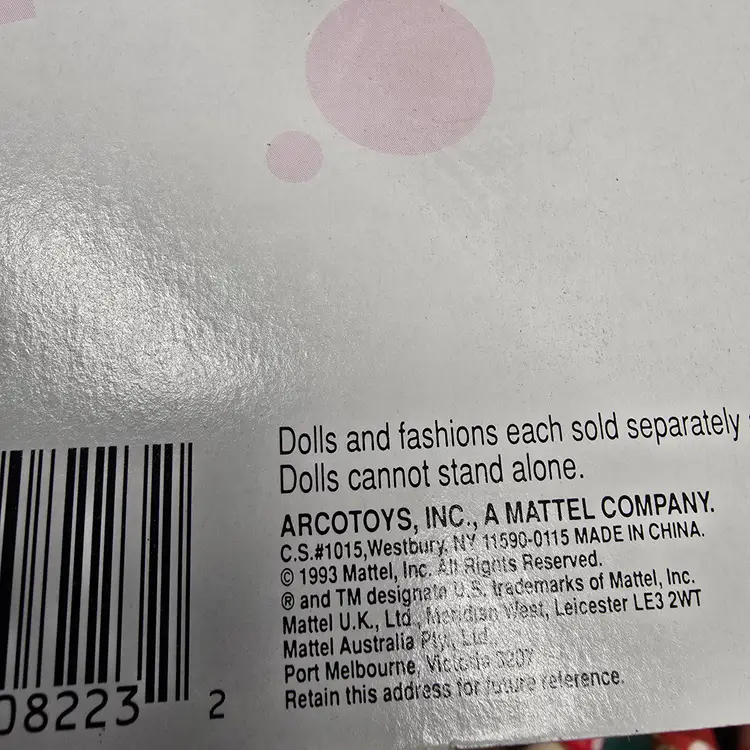 Dolls and fashions each sold separately
Dolls cannot stand alone.
ARCOTOYS, INC., A MATTEL COMPANY.
C.S.#1015,Westbury, NY 11590-0115 MADE IN CHINA.
© 1993 Mattel, Inc. All Rights Reserved.
® and TM designate U.S. trademarks of Mattel, Inc.
Mattel U.K., Ltd., Meridian West, Leicester LE3 2WT
Mattel Australia Pty., Ltd.
Port Melbourne, Victoria 3207
Retain this address for future reference.
08223 2